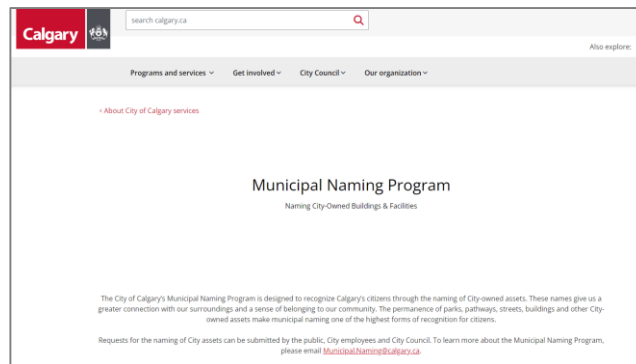 Calgary
search calgary.ca
Also explore:
Programs and services
Get involved
City Council
Our organization
‹ About City of Calgary services
Municipal Naming Program
Naming City-Owned Buildings & Facilities
The City of Calgary's Municipal Naming Program is designed to recognize Calgary's citizens through the naming of City-owned assets. These names give us a
greater connection with our surroundings and a sense of belonging to our community. The permanence of parks, pathways, streets, buildings and other City-
owned assets make municipal naming one of the highest forms of recognition for citizens.
Requests for the naming of City assets can be submitted by the public, City employees and City Council. To learn more about the Municipal Naming Program,
please email Municipal.Naming@calgary.ca.